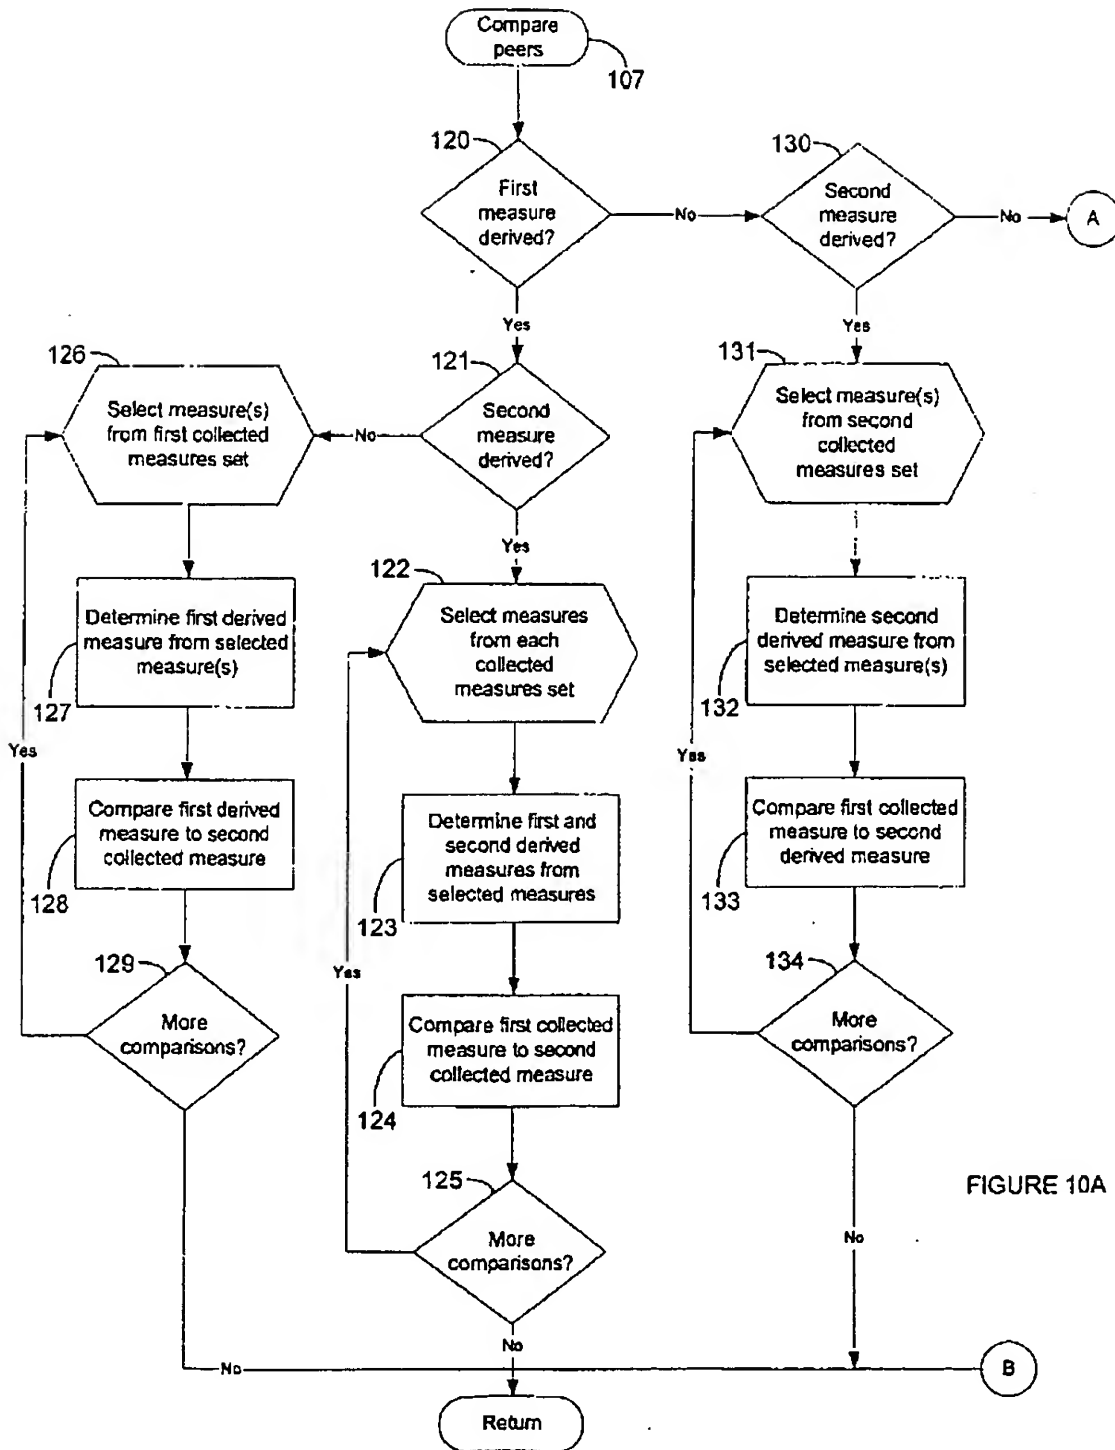 Compare
peers
107
120
First
measure
derived?
No
130
Second
measure
derived?
No
A
Yes
Yes
126
Select measure(s)
from first collected
measures set
No
121
Second
measure
derived?
131
Select measure(s)
from second
collected
measures set
Yes
122
Select measures
from each
collected
measures set
Determine first derived
measure from selected
measure(s)
127
Determine second
derived measure from
selected measure(s)
132
Yes
Yes
Compare first derived
measure to second
collected measure
128
Determine first and
second derived
measures from
selected measures
123
Compare first collected
measure to second
derived measure
133
129
More
comparisons?
Yes
134
More
comparisons?
Compare first collected
measure to second
collected measure
124
125
More
comparisons?
FIGURE 10A
No
No
No
B
Return